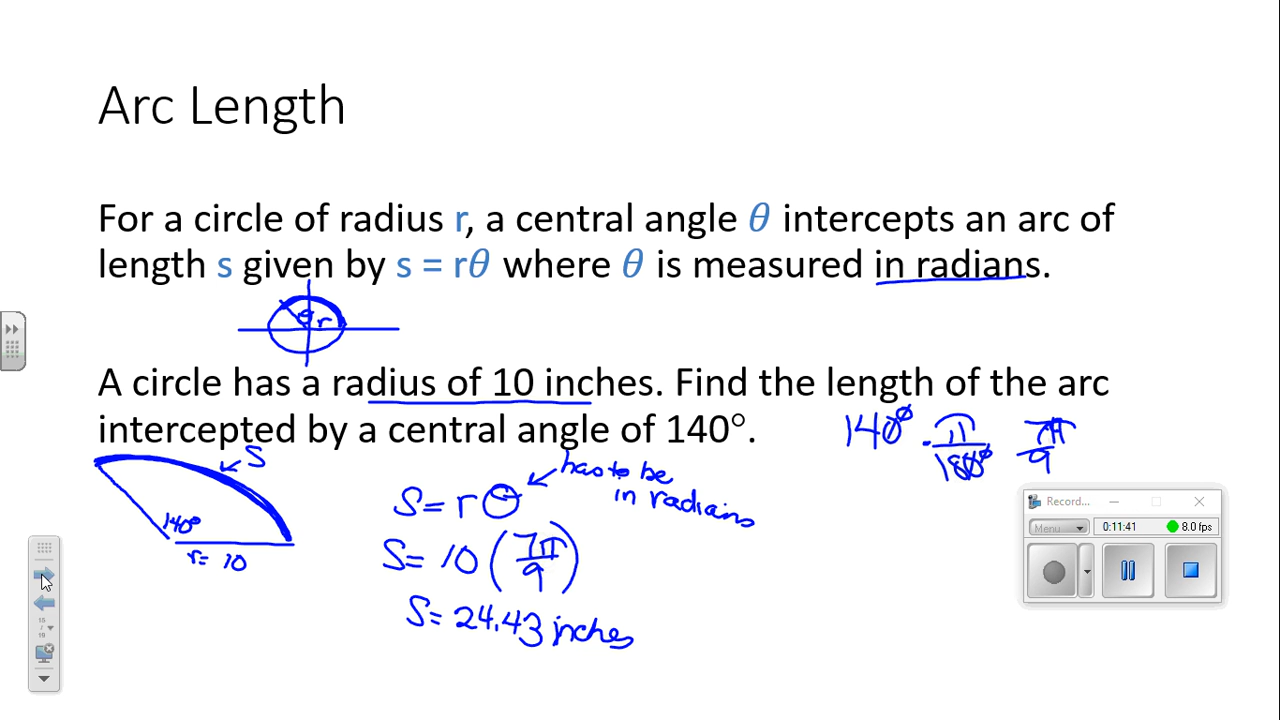 Arc Length
For a circle of radius r, a central angle θ intercepts an arc of
length s given by s = rθ where θ is measured in radians.
θ r
A circle has a radius of 10 inches. Find the length of the arc
intercepted by a central angle of 140°.
140° · π/180° 7π/9
S
140°
r = 10
S = rθ
has to be
in radians
S = 10 (7π/9)
S = 24.43 inches
Record...
Menu
0:11:41
8.0 fps
15
/
19